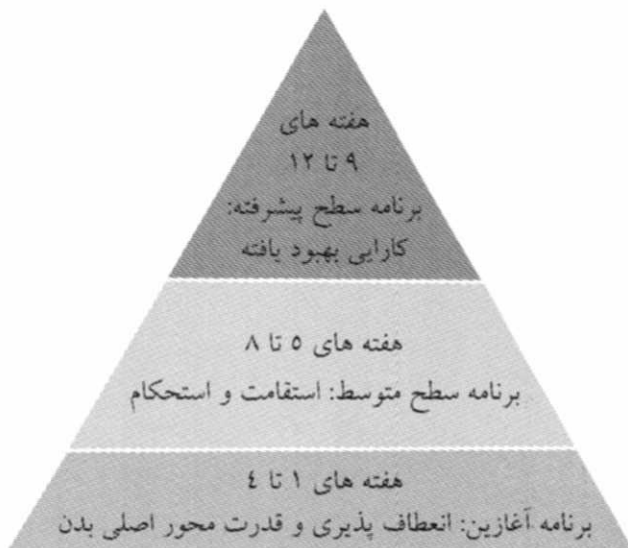 هفته های
۹ تا ۱۲
برنامه سطح پیشرفته:
کارایی بهبود یافته
هفته های ۵ تا ۸
برنامه سطح متوسط: استقامت و استحکام
هفته های ۱ تا ٤
برنامه آغازین: انعطاف پذیری و قدرت محور اصلی بدن